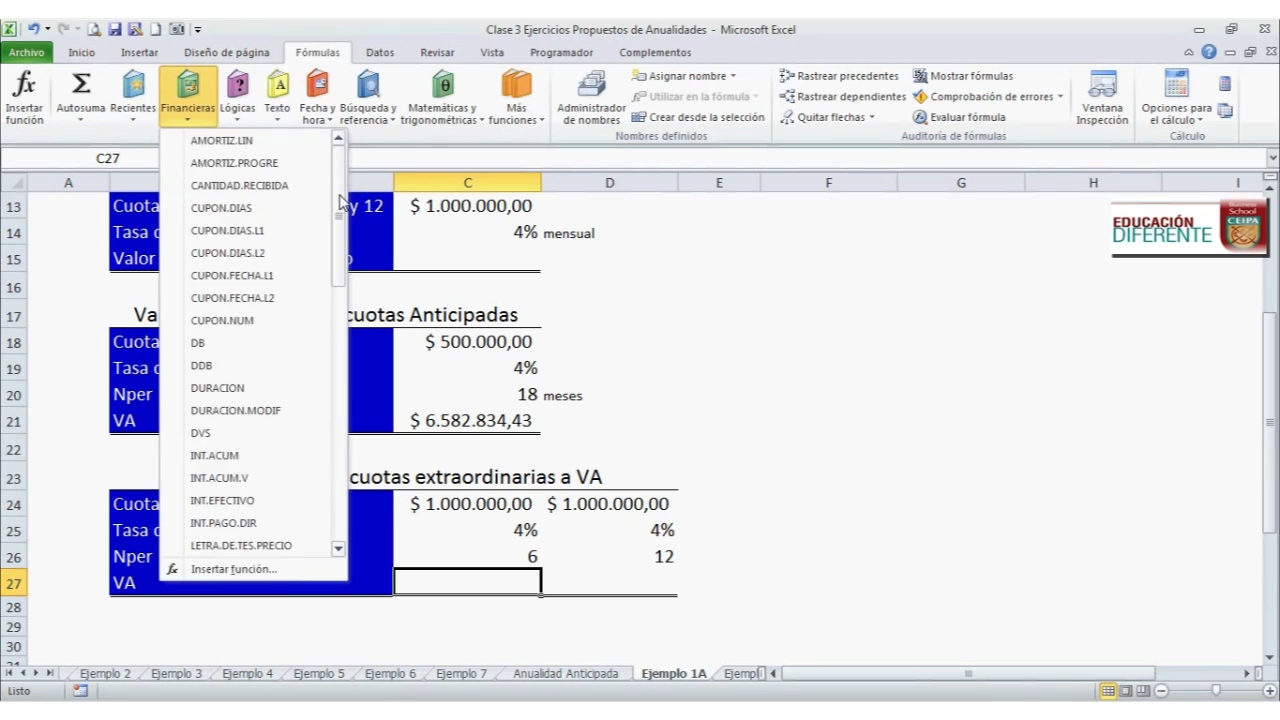 Clase 3 Ejercicios Propuestos de Anualidades - Microsoft Excel
Archivo Inicio Insertar Diseño de página Fórmulas Datos Revisar Vista Programador Complementos
Insertar función
Autosuma
Recientes
Financieras
Lógicas
Texto
Fecha y hora
Búsqueda y referencia
Matemáticas y trigonométricas
Más funciones
Administrador de nombres
Asignar nombre
Utilizar en la fórmula
Crear desde la selección
Nombres definidos
Rastrear precedentes
Rastrear dependientes
Quitar flechas
Mostrar fórmulas
Comprobación de errores
Evaluar fórmula
Auditoría de fórmulas
Ventana Inspección
Opciones para el cálculo
Cálculo
C27
AMORTIZ.LIN
AMORTIZ.PROGRE
CANTIDAD.RECIBIDA
CUPON.DIAS
CUPON.DIAS.L1
CUPON.DIAS.L2
CUPON.FECHA.L1
CUPON.FECHA.L2
CUPON.NUM
DB
DDB
DURACION
DURACION.MODIF
DVS
INT.ACUM
INT.ACUM.V
INT.EFECTIVO
INT.PAGO.DIR
LETRA.DE.TES.PRECIO
Insertar función...
A C D E F G H I
13 Cuota y 12 $ 1.000.000,00
14 Tasa d 4% mensual
15 Valor o
16
17 Va cuotas Anticipadas
18 Cuota $ 500.000,00
19 Tasa d 4%
20 Nper 18 meses
21 VA $ 6.582.834,43
22
23 cuotas extraordinarias a VA
24 Cuota $ 1.000.000,00 $ 1.000.000,00
25 Tasa d 4% 4%
26 Nper 6 12
27 VA
28
29
30
EDUCACIÓN
DIFERENTE
School
CEIPA
Ejemplo 2 Ejemplo 3 Ejemplo 4 Ejemplo 5 Ejemplo 6 Ejemplo 7 Anualidad Anticipada Ejemplo 1A Ejempl
Listo